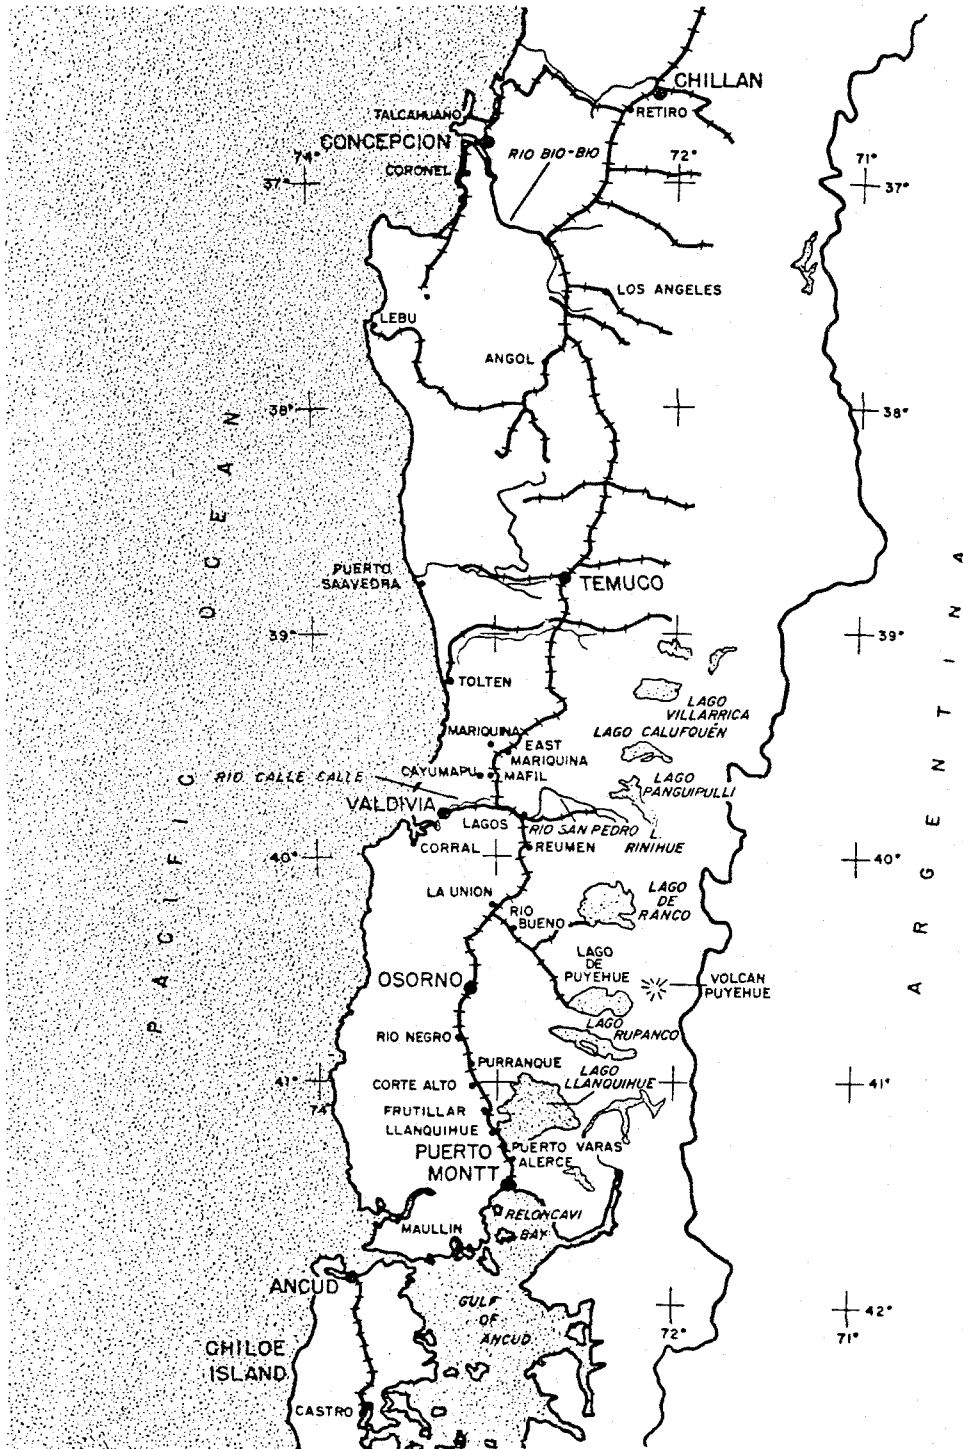 CHILLAN
RETIRO
TALCAHUANO
CONCEPCION
RIO BIO-BIO
74°
72°
71°
CORONEL
37°
37°
LOS ANGELES
LEBU
ANGOL
38°
38°
PUERTO
SAAVEDRA
TEMUCO
39°
39°
TOLTEN
LAGO
VILLARRICA
MARIQUINA
LAGO CALUFQUÉN
EAST
MARIQUINA
CAYUMAPU
MAFIL
RIO CALLE CALLE
LAGO
PANGUIPULLI
VALDIVIA
LAGOS
RIO SAN PEDRO
L.
RINIHUE
REUMEN
CORRAL
40°
40°
LA UNION
LAGO
DE
RANCO
RIO
BUENO
LAGO
DE
PUYEHUE
OSORNO
VOLCAN
PUYEHUE
LAGO
RUPANCO
RIO NEGRO
PURRANQUE
LAGO
LLANQUIHUE
CORTE ALTO
41°
41°
74
FRUTILLAR
LLANQUIHUE
PUERTO VARAS
PUERTO
MONTT
ALERCE
RELONCAVI
BAY
MAULLIN
ANCUD
GULF
OF
ANCUD
42°
72°
71°
CHILOE
ISLAND
CASTRO
PACIFIC OCEAN
ARGENTINA